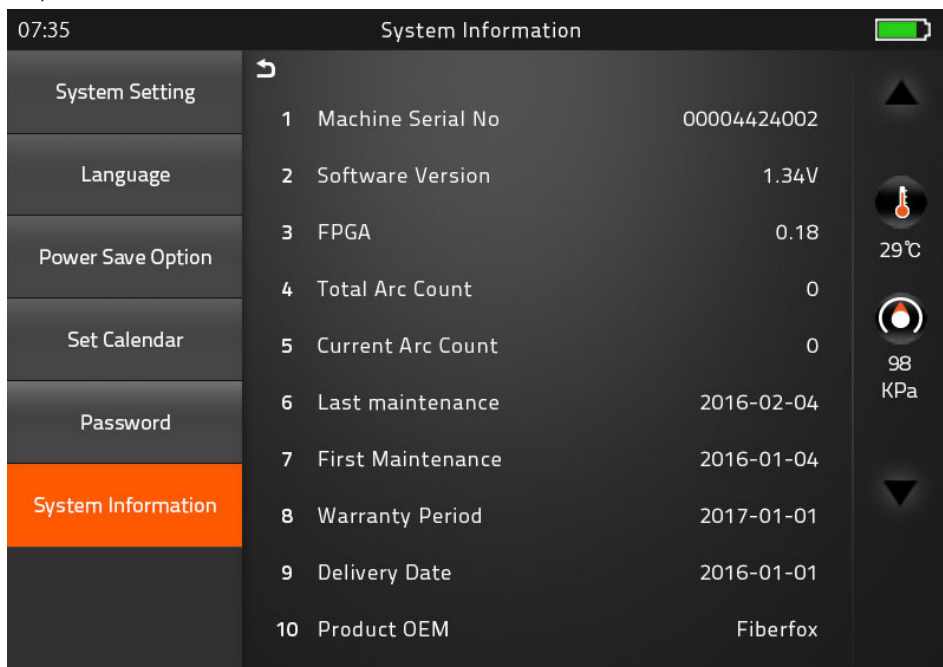 07:35 System Information
System Setting
Language
Power Save Option
Set Calendar
Password
System Information
1 Machine Serial No 00004424002
2 Software Version 1.34V
3 FPGA 0.18
4 Total Arc Count 0
5 Current Arc Count 0
6 Last maintenance 2016-02-04
7 First Maintenance 2016-01-04
8 Warranty Period 2017-01-01
9 Delivery Date 2016-01-01
10 Product OEM Fiberfox
29℃
98
KPa